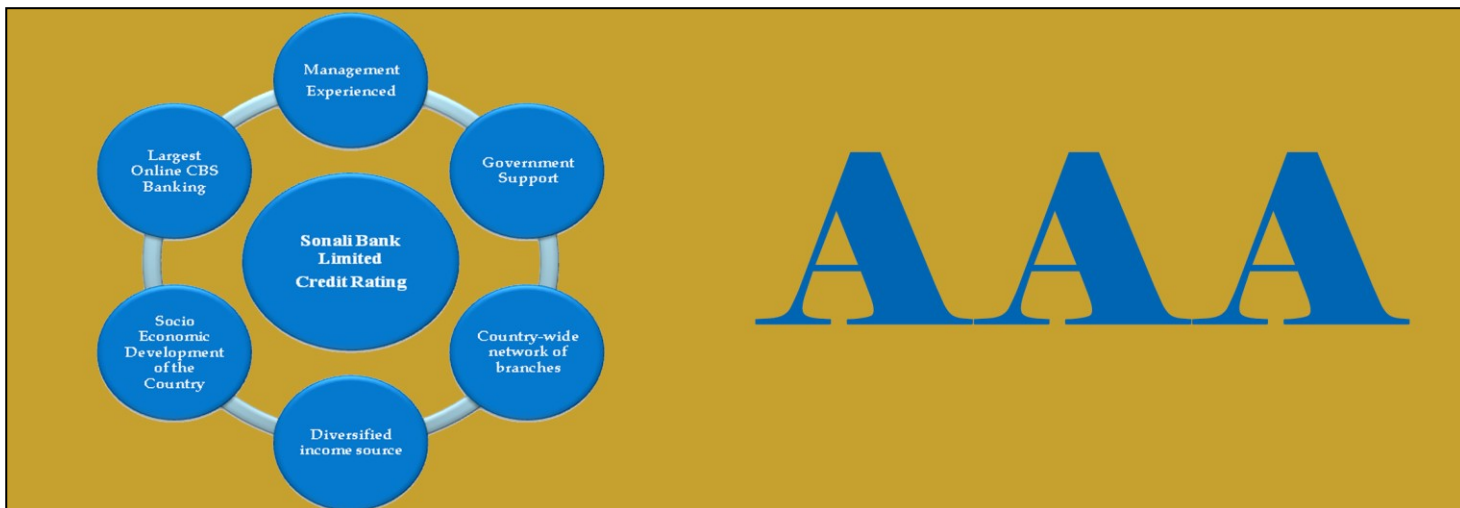 Management
Experienced
Government
Support
Country-wide
network of
branches
Diversified
income source
Socio
Economic
Development
of the
Country
Largest
Online CBS
Banking
Sonali Bank
Limited
Credit Rating
AAA